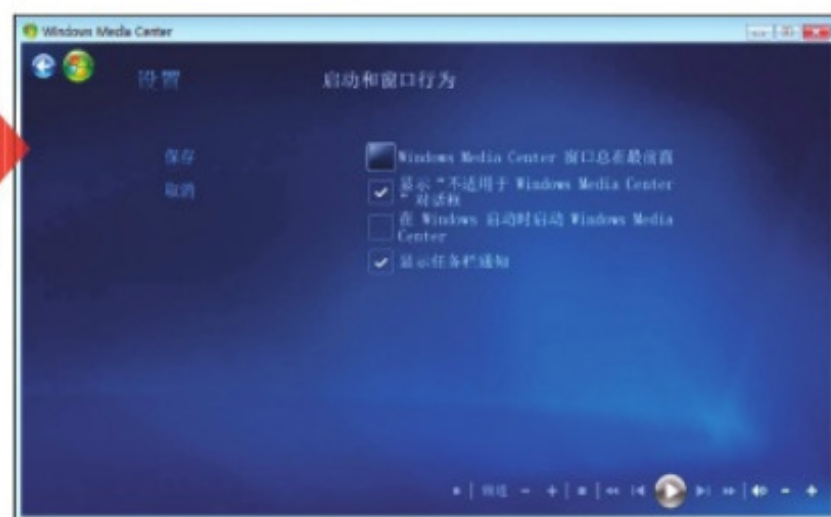 Windows Media Center
设置
启动和窗口行为
保存
取消
Windows Media Center 窗口总在最前面
显示“不适用于 Windows Media Center
”对话框
在 Windows 启动时启动 Windows Media
Center
显示任务栏通知
频道